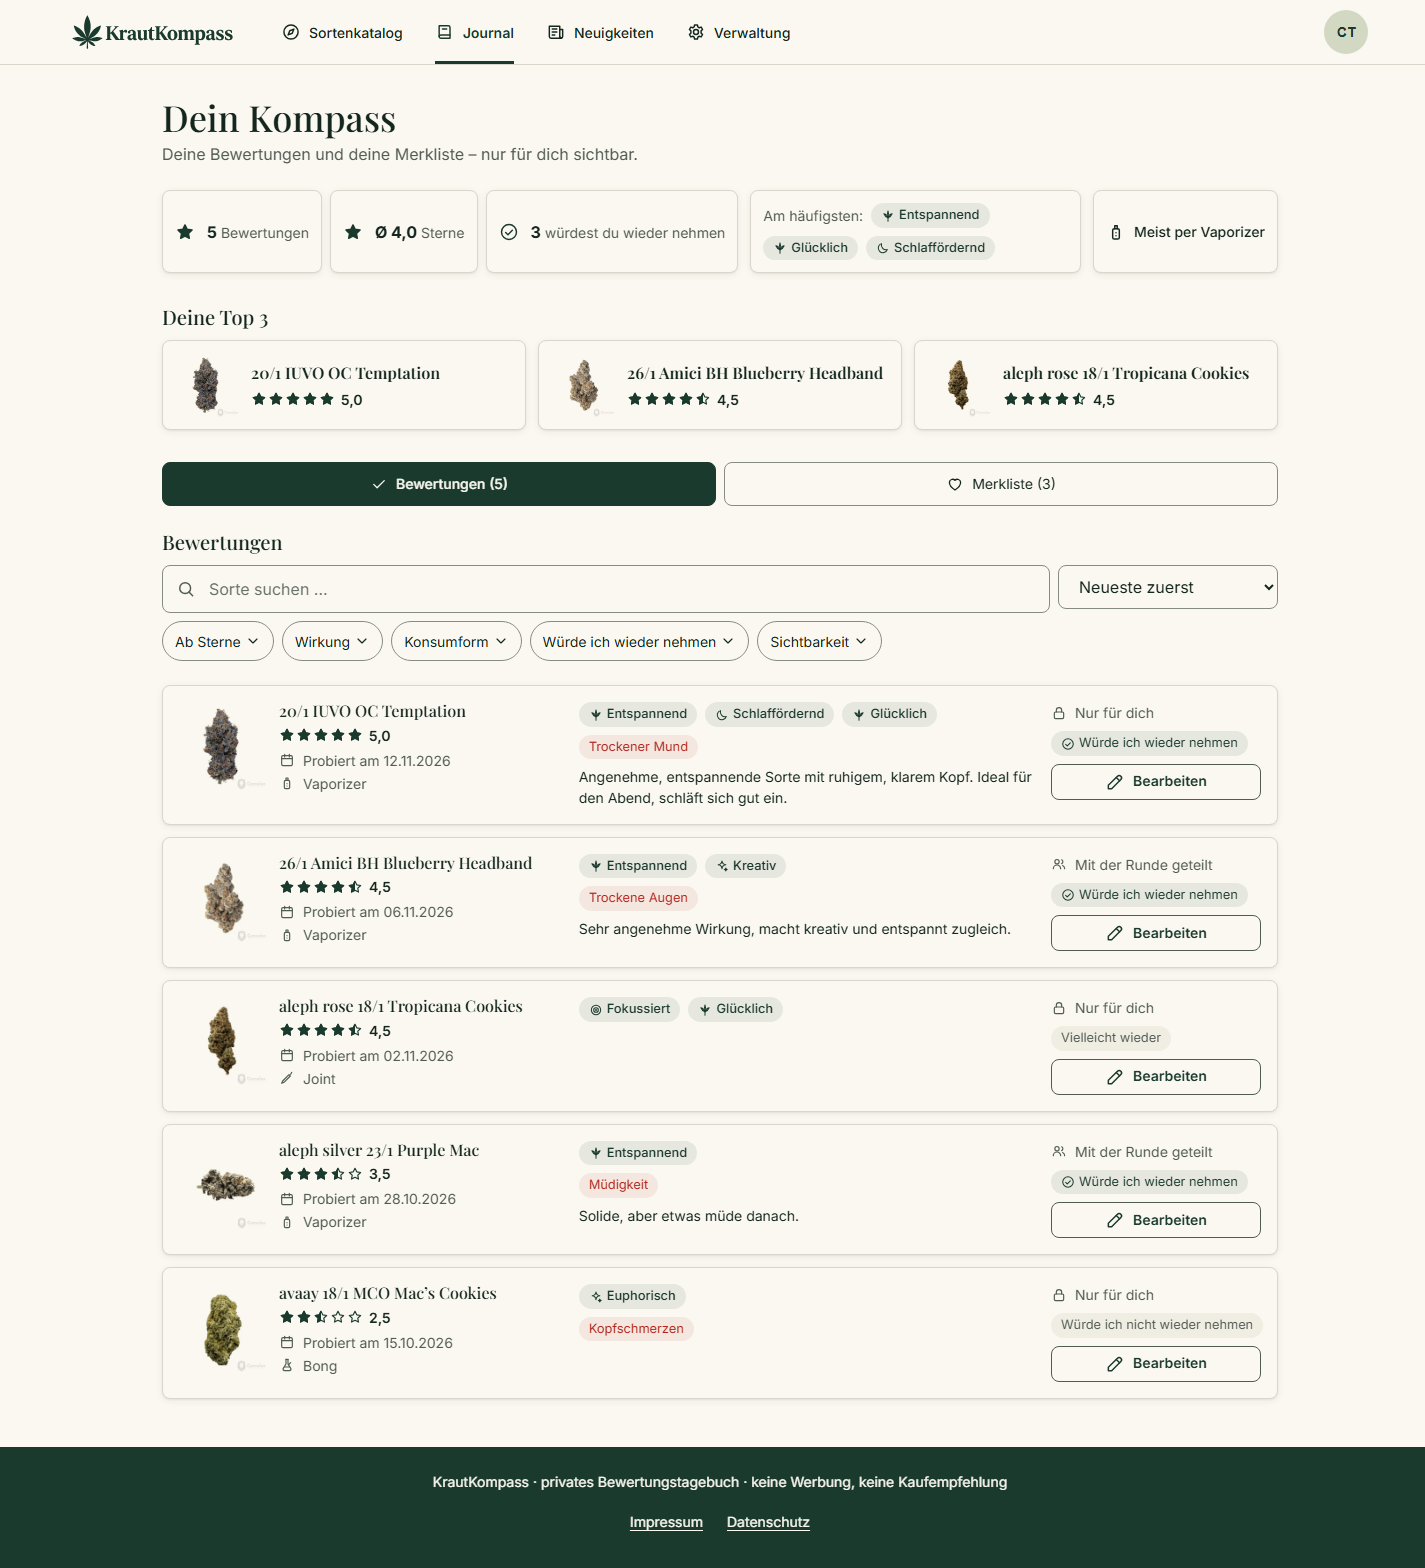 KrautKompass
Sortenkatalog
Journal
Neuigkeiten
Verwaltung
CT
Dein Kompass
Deine Bewertungen und deine Merkliste – nur für dich sichtbar.
5 Bewertungen
Ø 4,0 Sterne
3 würdest du wieder nehmen
Am häufigsten: Entspannend
Glücklich Schlaffördernd
Meist per Vaporizer
Deine Top 3
20/1 IUVO OC Temptation
5,0
26/1 Amici BH Blueberry Headband
4,5
aleph rose 18/1 Tropicana Cookies
4,5
Bewertungen (5)
Merkliste (3)
Bewertungen
Sorte suchen ...
Neueste zuerst
Ab Sterne
Wirkung
Konsumform
Würde ich wieder nehmen
Sichtbarkeit
20/1 IUVO OC Temptation
5,0
Probiert am 12.11.2026
Vaporizer
Entspannend Schlaffördernd Glücklich
Trockener Mund
Angenehme, entspannende Sorte mit ruhigem, klarem Kopf. Ideal für
den Abend, schläft sich gut ein.
Nur für dich
Würde ich wieder nehmen
Bearbeiten
26/1 Amici BH Blueberry Headband
4,5
Probiert am 06.11.2026
Vaporizer
Entspannend Kreativ
Trockene Augen
Sehr angenehme Wirkung, macht kreativ und entspannt zugleich.
Mit der Runde geteilt
Würde ich wieder nehmen
Bearbeiten
aleph rose 18/1 Tropicana Cookies
4,5
Probiert am 02.11.2026
Joint
Fokussiert Glücklich
Nur für dich
Vielleicht wieder
Bearbeiten
aleph silver 23/1 Purple Mac
3,5
Probiert am 28.10.2026
Vaporizer
Entspannend
Müdigkeit
Solide, aber etwas müde danach.
Mit der Runde geteilt
Würde ich wieder nehmen
Bearbeiten
avaay 18/1 MCO Mac's Cookies
2,5
Probiert am 15.10.2026
Bong
Euphorisch
Kopfschmerzen
Nur für dich
Würde ich nicht wieder nehmen
Bearbeiten
KrautKompass · privates Bewertungstagebuch · keine Werbung, keine Kaufempfehlung
Impressum Datenschutz